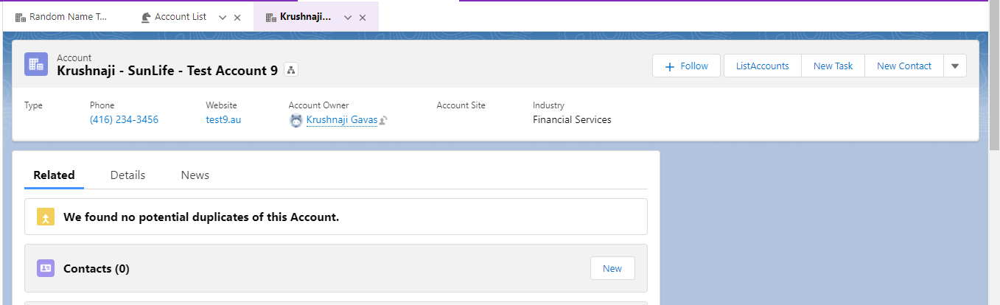 Random Name T...
Account List
Krushnaji...
Account
Krushnaji - SunLife - Test Account 9
Follow
ListAccounts
New Task
New Contact
Type
Phone
Website
Account Owner
Account Site
Industry
(416) 234-3456
test9.au
Krushnaji Gavas
Financial Services
Related
Details
News
We found no potential duplicates of this Account.
Contacts (0)
New